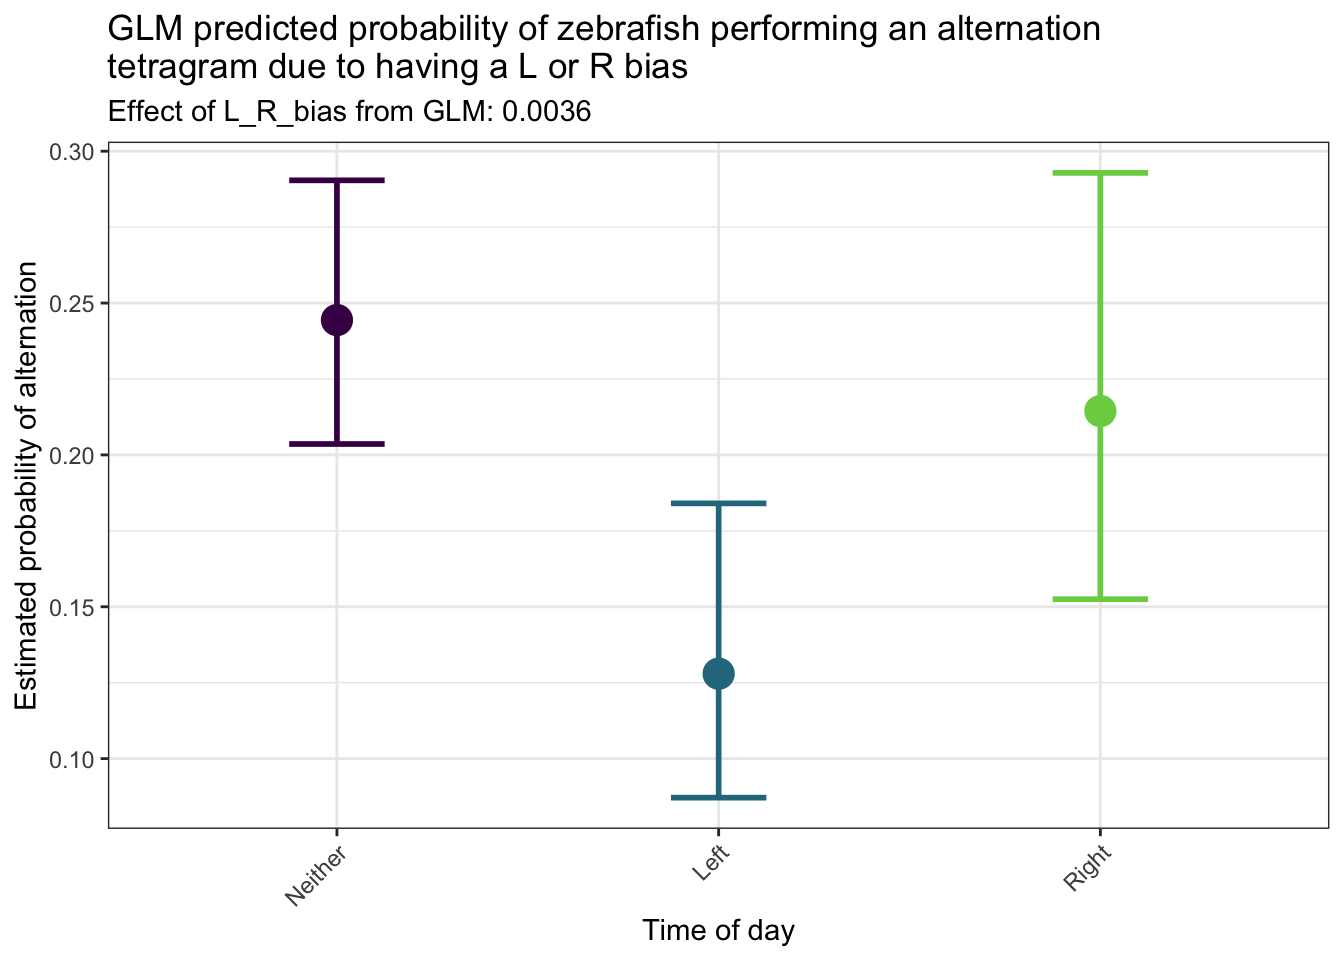 GLM predicted probability of zebrafish performing an alternation
tetragram due to having a L or R bias
Effect of L_R_bias from GLM: 0.0036
Estimated probability of alternation
0.30
0.25
0.20
0.15
0.10
Neither
Left
Right
Time of day